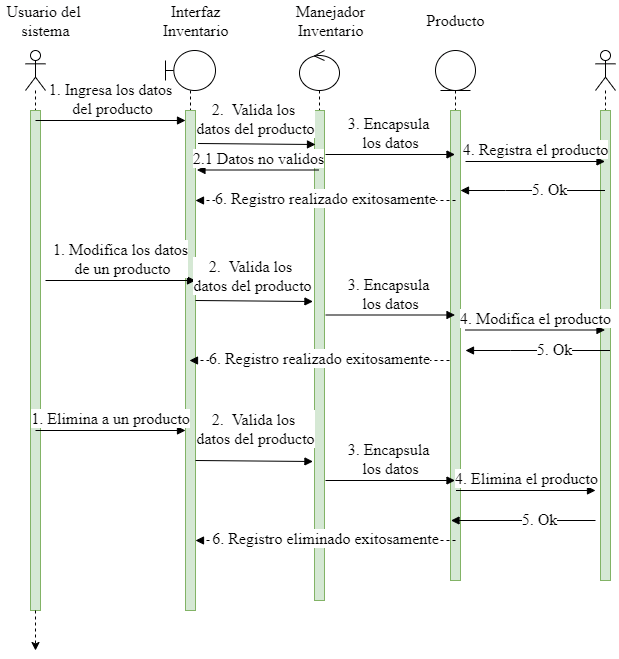 Usuario del
sistema
Interfaz
Inventario
Manejador
Inventario
Producto
1. Ingresa los datos
del producto
2.  Valida los
datos del producto
3. Encapsula
los datos
4. Registra el producto
2.1 Datos no validos
5. Ok
6. Registro realizado exitosamente
1. Modifica los datos
de un producto
2.  Valida los
datos del producto
3. Encapsula
los datos
4. Modifica el producto
5. Ok
6. Registro realizado exitosamente
1. Elimina a un producto
2.  Valida los
datos del producto
3. Encapsula
los datos
4. Elimina el producto
5. Ok
6. Registro eliminado exitosamente